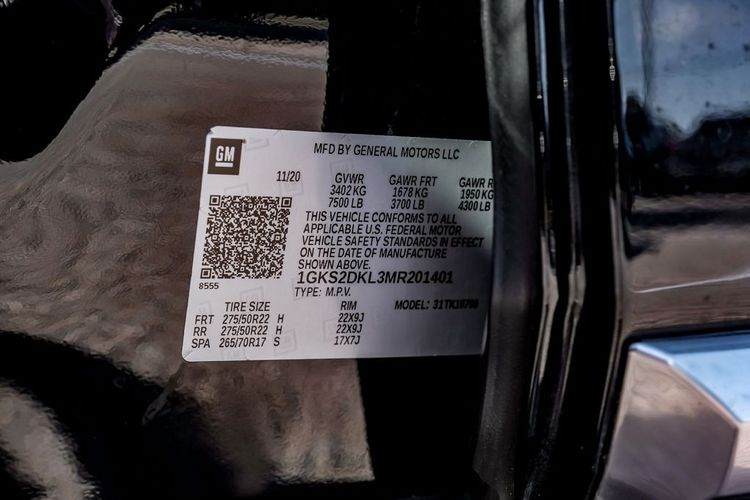 GM
MFD BY GENERAL MOTORS LLC
11/20 GVWR GAWR FRT GAWR R
3402 KG 1678 KG 1950 KG
7500 LB 3700 LB 4300 LB
THIS VEHICLE CONFORMS TO ALL
APPLICABLE U.S. FEDERAL MOTOR
VEHICLE SAFETY STANDARDS IN EFFECT
ON THE DATE OF MANUFACTURE
SHOWN ABOVE.
1GKS2DKL3MR201401
8555
TYPE: M.P.V.
TIRE SIZE RIM MODEL:
FRT 275/50R22 H 22X9J
RR 275/50R22 H 22X9J
SPA 265/70R17 S 17X7J